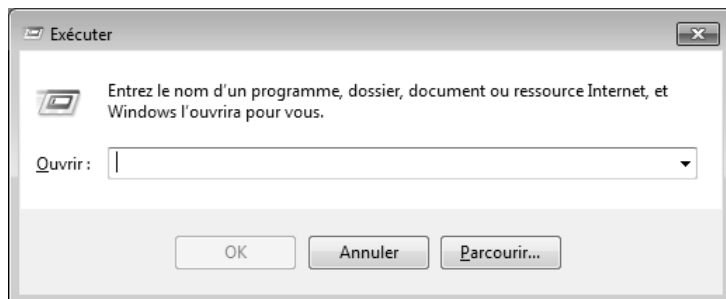 Exécuter
Entrez le nom d'un programme, dossier, document ou ressource Internet, et
Windows l'ouvrira pour vous.
Ouvrir :
OK
Annuler
Parcourir...